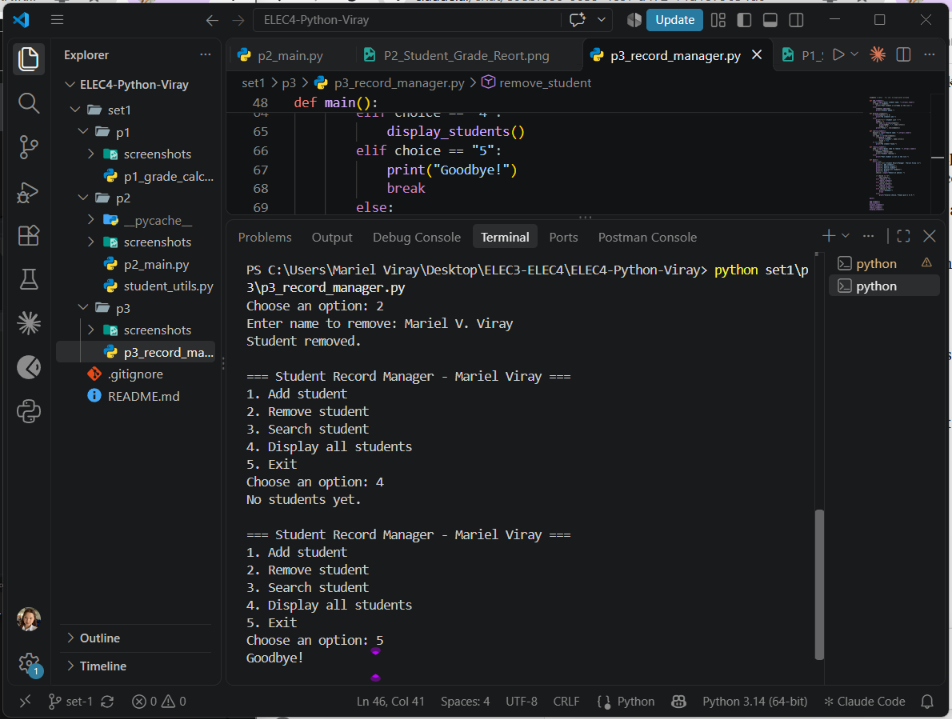 ELEC4-Python-Viray
Update
Explorer
ELEC4-Python-Viray
set1
p1
screenshots
p1_grade_calc...
p2
__pycache__
screenshots
p2_main.py
student_utils.py
p3
screenshots
p3_record_ma...
.gitignore
README.md
Outline
Timeline
p2_main.py
P2_Student_Grade_Reort.png
p3_record_manager.py
P1_
set1 > p3 > p3_record_manager.py > remove_student
48 def main():
64 elif choice == "4":
65 display_students()
66 elif choice == "5":
67 print("Goodbye!")
68 break
69 else:
Problems Output Debug Console Terminal Ports Postman Console
PS C:\Users\Mariel Viray\Desktop\ELEC3-ELEC4\ELEC4-Python-Viray> python set1\p
3\p3_record_manager.py
Choose an option: 2
Enter name to remove: Mariel V. Viray
Student removed.
=== Student Record Manager - Mariel Viray ===
1. Add student
2. Remove student
3. Search student
4. Display all students
5. Exit
Choose an option: 4
No students yet.
=== Student Record Manager - Mariel Viray ===
1. Add student
2. Remove student
3. Search student
4. Display all students
5. Exit
Choose an option: 5
Goodbye!
python
python
1
set-1 0 0 Ln 46, Col 41 Spaces: 4 UTF-8 CRLF Python Python 3.14 (64-bit) Claude Code